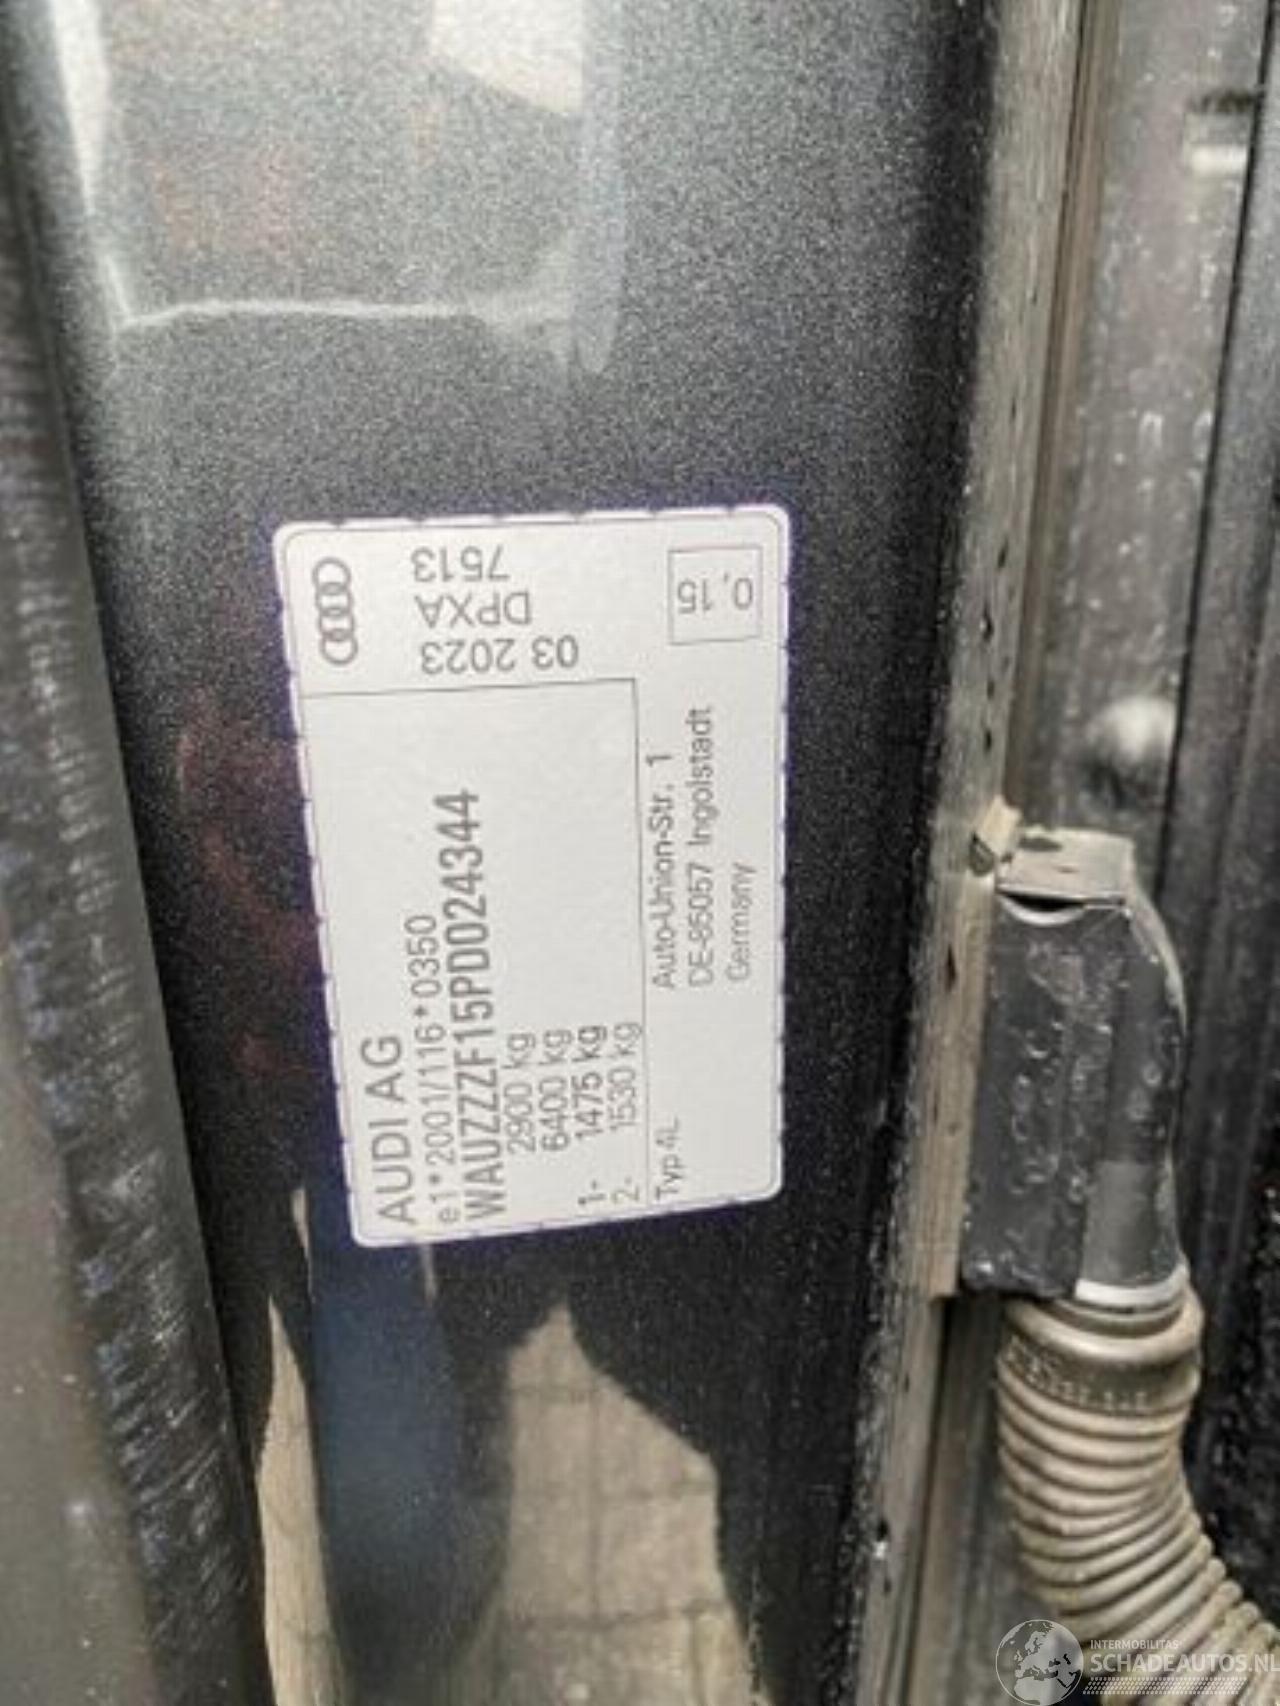 AUDI AG
e1*2001/116*0350
WAUZZZF15PD024344
2900 kg
6400 kg
1- 1475 kg
2- 1530 kg
Typ 4L
Auto-Union-Str. 1
DE-85057 Ingolstadt
Germany
03 2023
DPXA
7513
0,15
INTERMOBILITAS
SCHADEAUTOS.NL